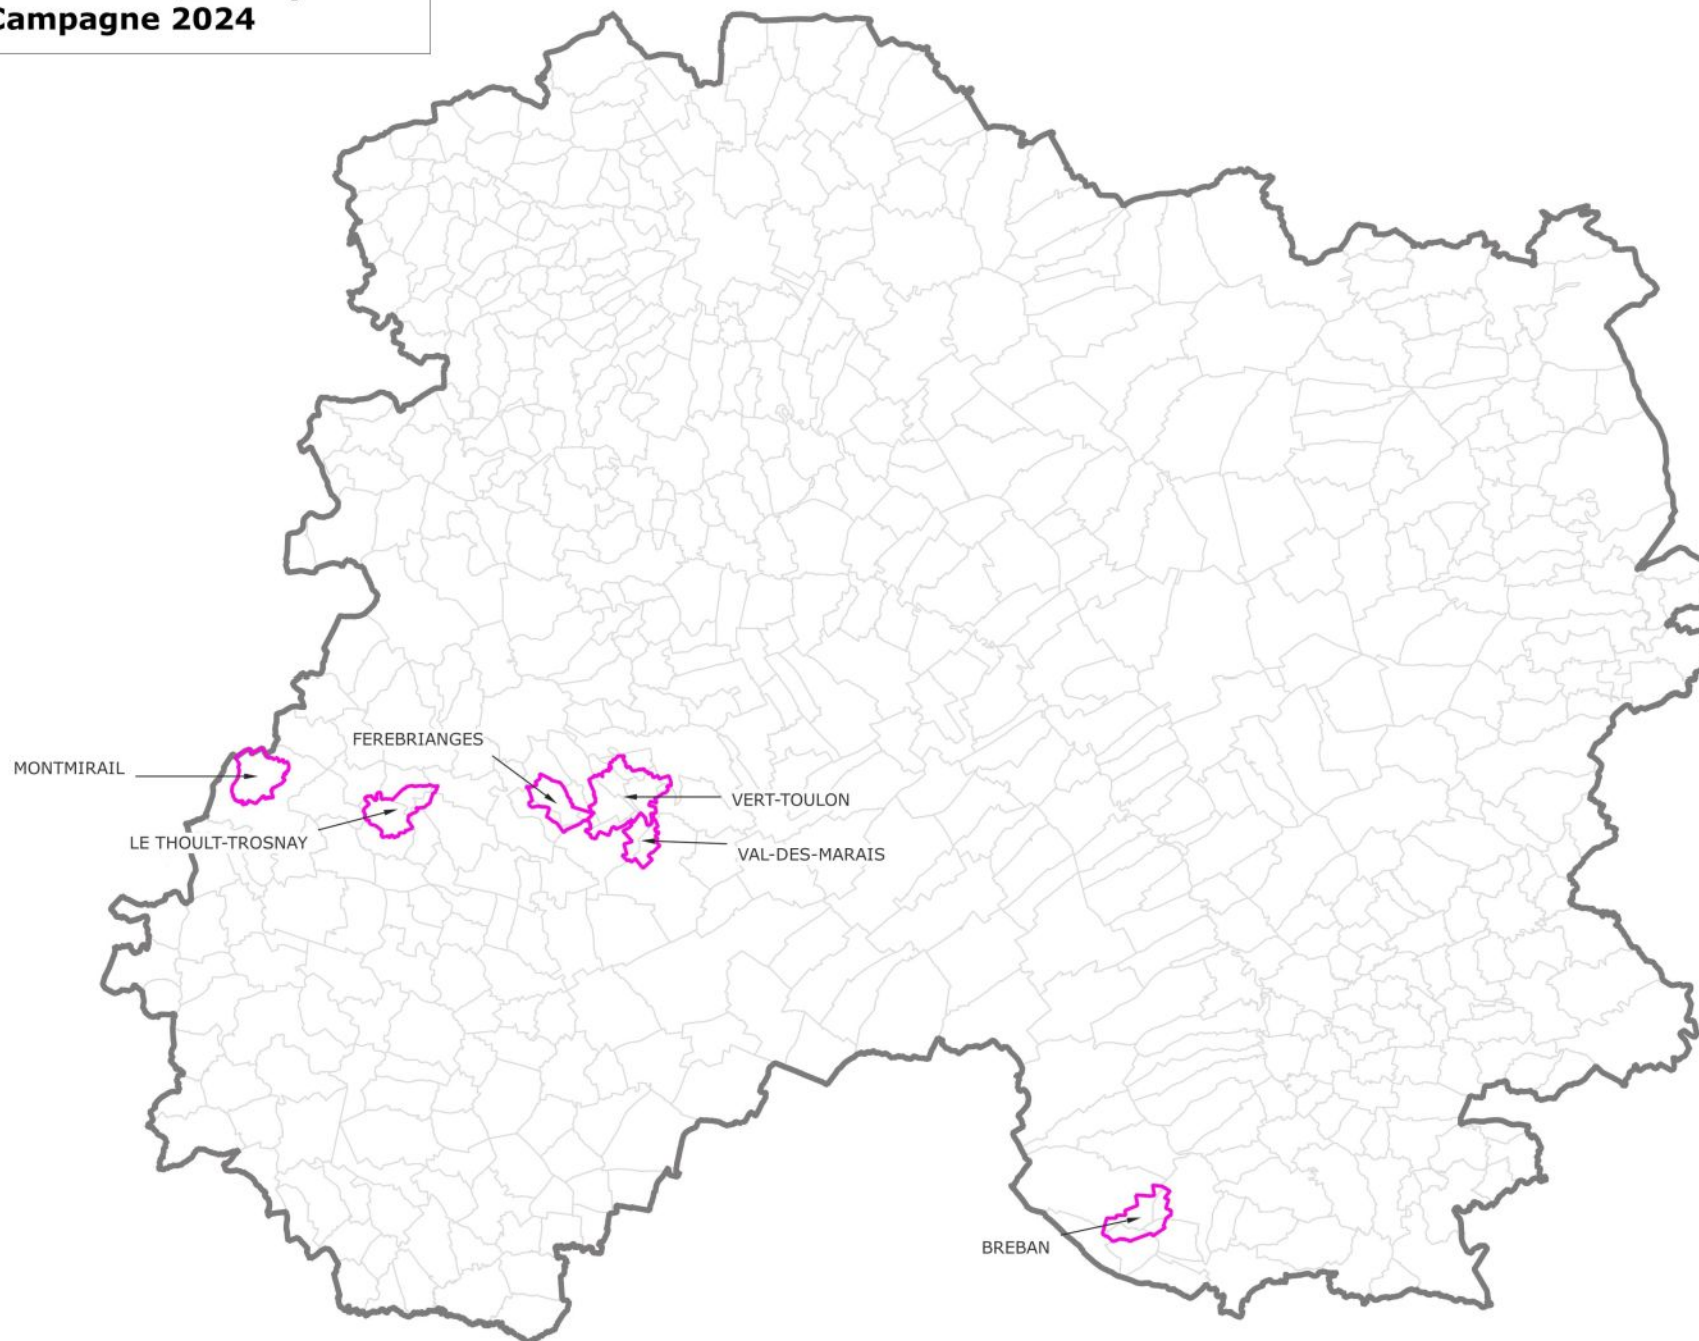 Campagne 2024
FEREBRIANGES
MONTMIRAIL
VERT-TOULON
LE THOULT-TROSNAY
VAL-DES-MARAIS
BREBAN